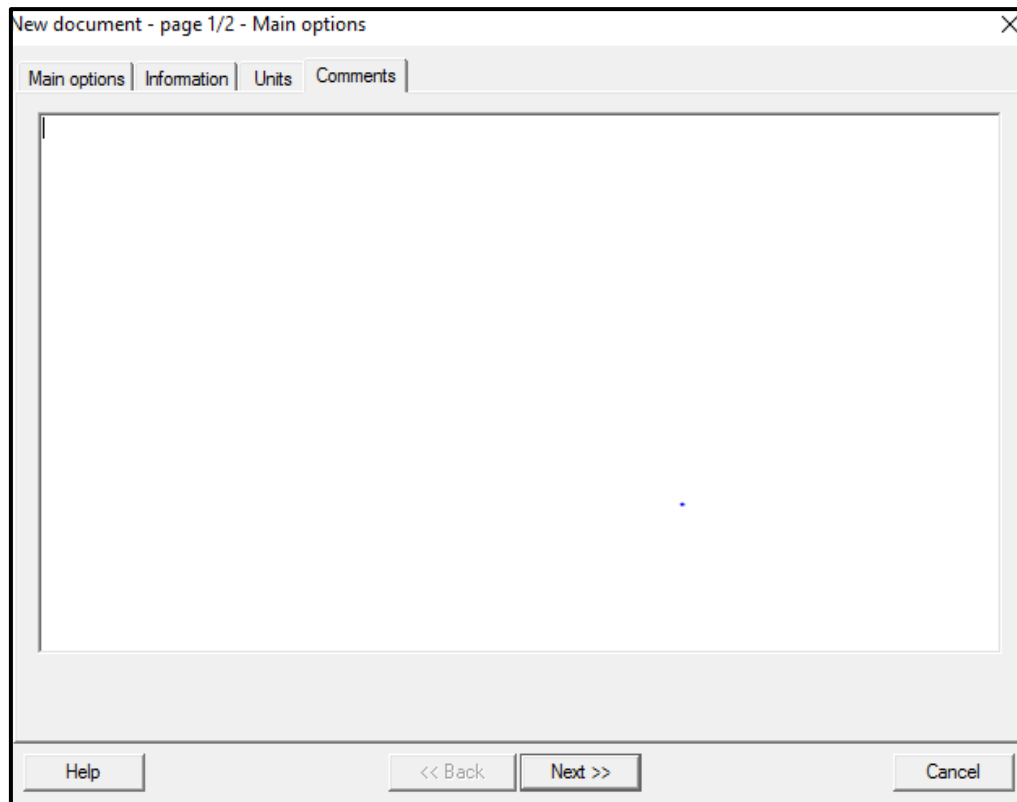 New document - page 1/2 - Main options
Main options Information Units Comments
Help << Back Next >> Cancel